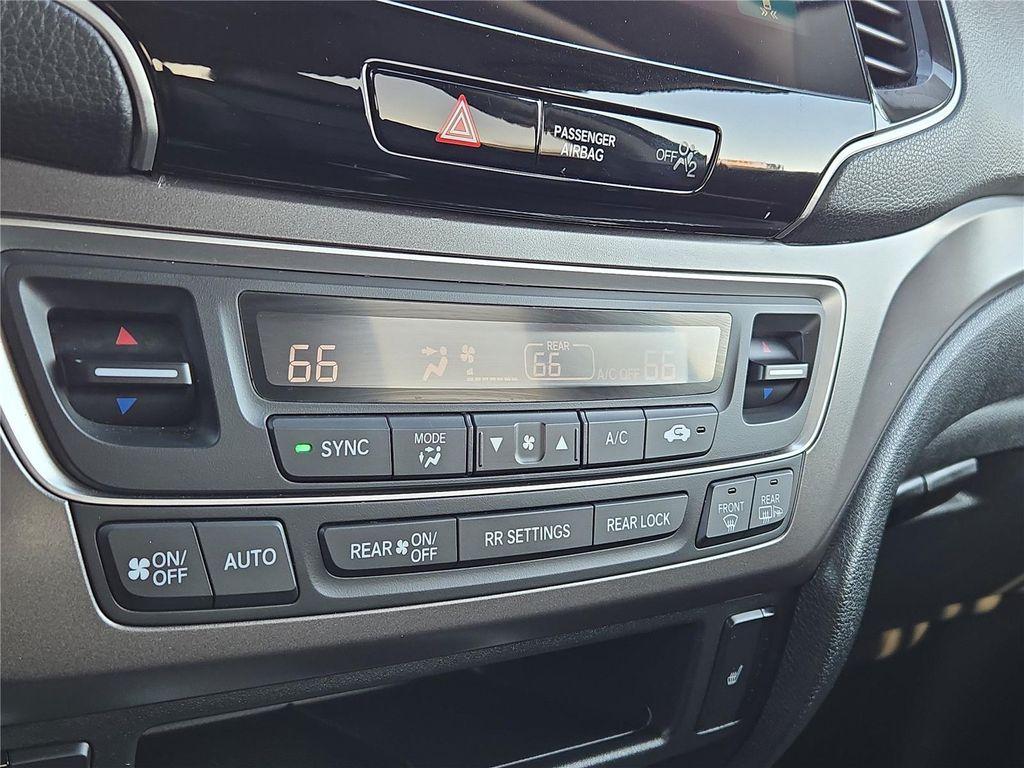 PASSENGER
AIRBAG
OFF
2
66
REAR
66
A/C OFF 66
SYNC
MODE
A/C
ON/
OFF
AUTO
REAR ON/
OFF
RR SETTINGS
REAR LOCK
FRONT
REAR